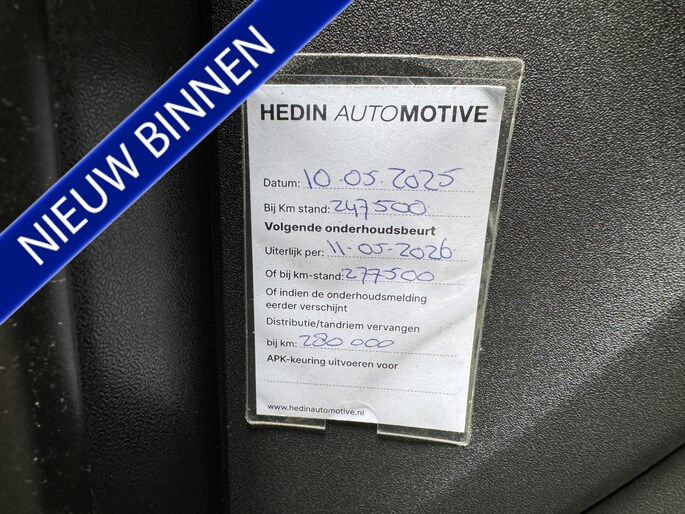 NIEUW BINNEN
HEDIN AUTOMOTIVE
Datum: 10-05-2025
Bij Km stand: 247500
Volgende onderhoudsbeurt
Uiterlijk per: 11-05-2026
Of bij km-stand: 277500
Of indien de onderhoudsmelding
eerder verschijnt
Distributie/tandriem vervangen
bij km: 280000
APK-keuring uitvoeren voor
www.hedinautomotive.nl